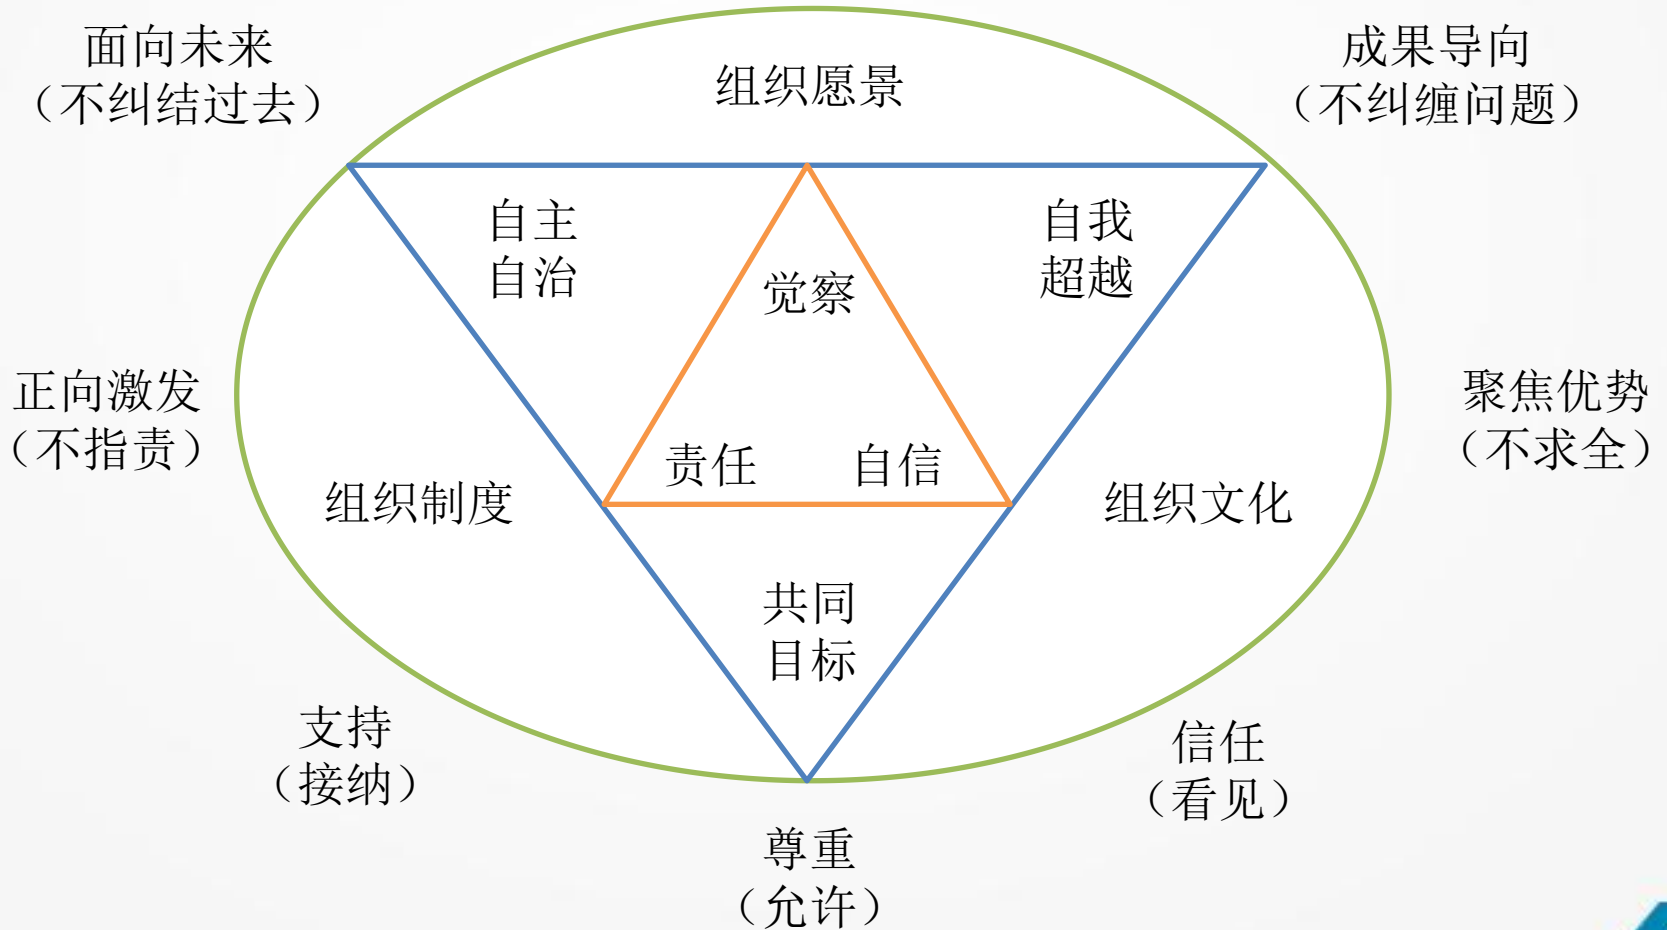 面向未来
（不纠结过去）
组织愿景
成果导向
（不纠缠问题）
自主
自治
自我
超越
觉察
正向激发
（不指责）
聚焦优势
（不求全）
责任
自信
组织制度
组织文化
共同
目标
支持
（接纳）
信任
（看见）
尊重
（允许）